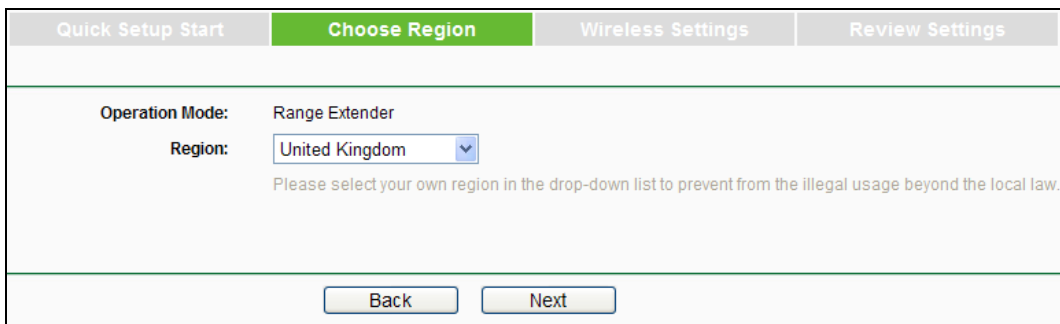 Quick Setup Start Choose Region Wireless Settings Review Settings
Operation Mode: Range Extender
Region: United Kingdom
Please select your own region in the drop-down list to prevent from the illegal usage beyond the local law.
Back Next